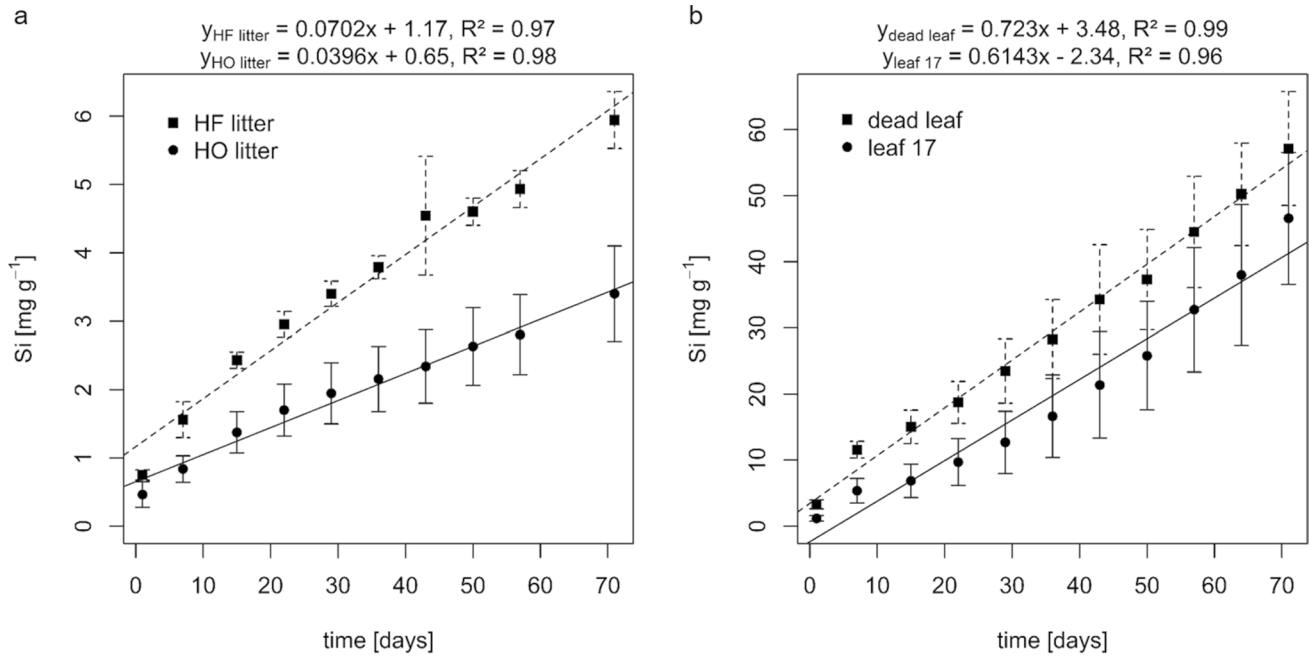 a
y_HF litter = 0.0702x + 1.17, R² = 0.97
y_HO litter = 0.0396x + 0.65, R² = 0.98
HF litter
HO litter
Si [mg g⁻¹]
6
5
4
3
2
1
0
0 10 20 30 40 50 60 70
time [days]
b
y_dead leaf = 0.723x + 3.48, R² = 0.99
y_leaf 17 = 0.6143x - 2.34, R² = 0.96
dead leaf
leaf 17
Si [mg g⁻¹]
60
50
40
30
20
10
0
0 10 20 30 40 50 60 70
time [days]